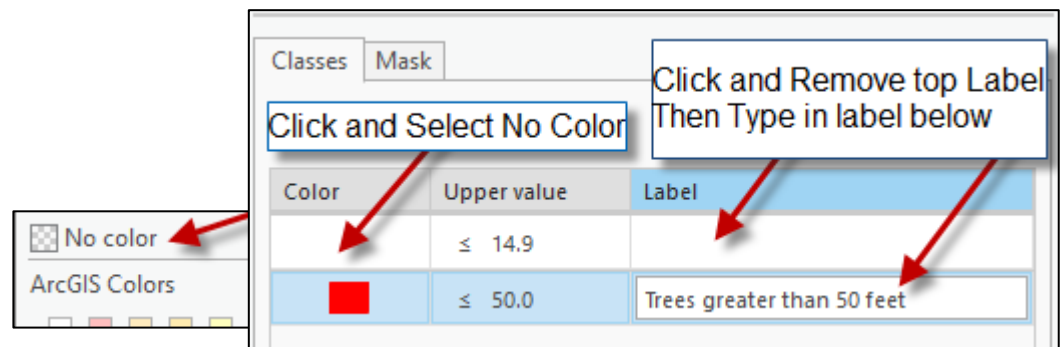 Classes Mask
Click and Remove top Label
Then Type in label below
Click and Select No Color
Color Upper value Label
≤ 14.9
≤ 50.0 Trees greater than 50 feet
No color
ArcGIS Colors